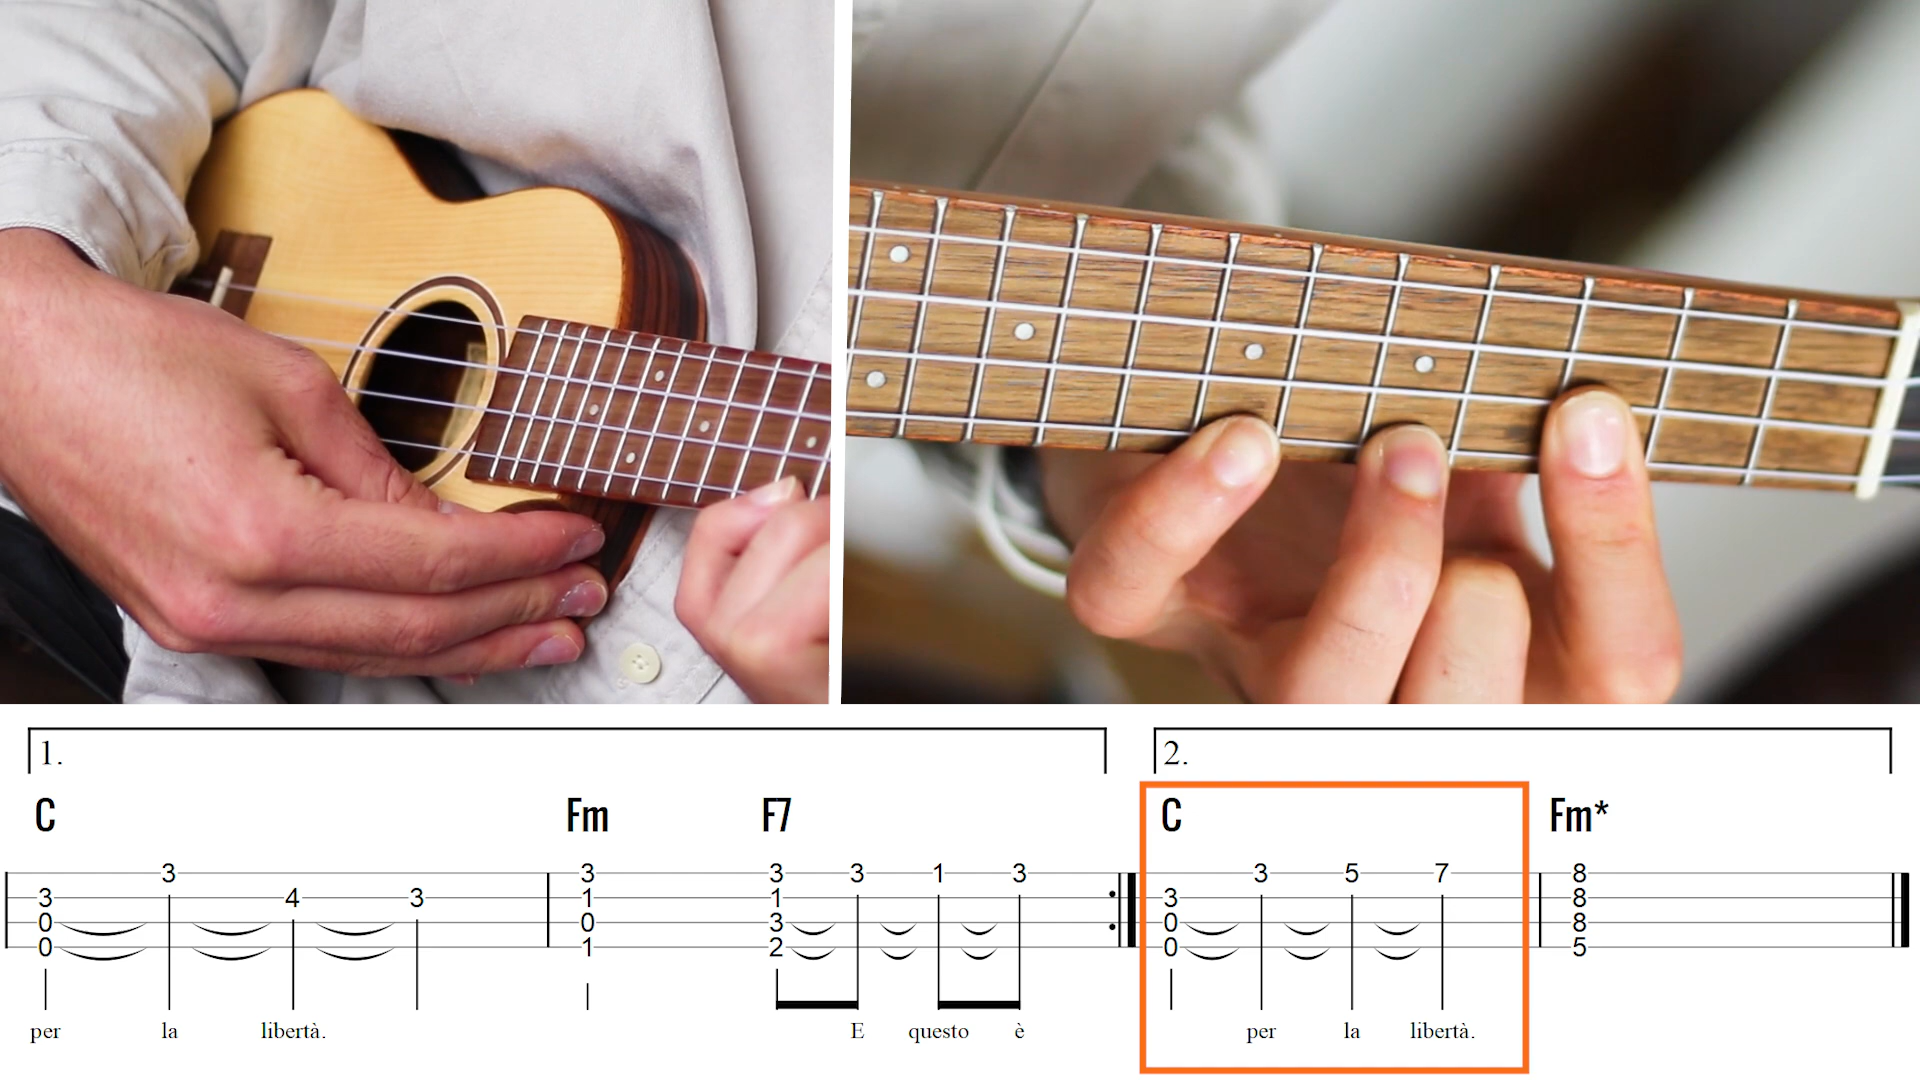 1. 2.
C Fm F7 C Fm*
3 3 3 3 1 3 3 5 7 8
3 4 3 1 1 3 8
0 0 3 0 8
0 1 2 0 5
per la libertà. E questo è per la libertà.